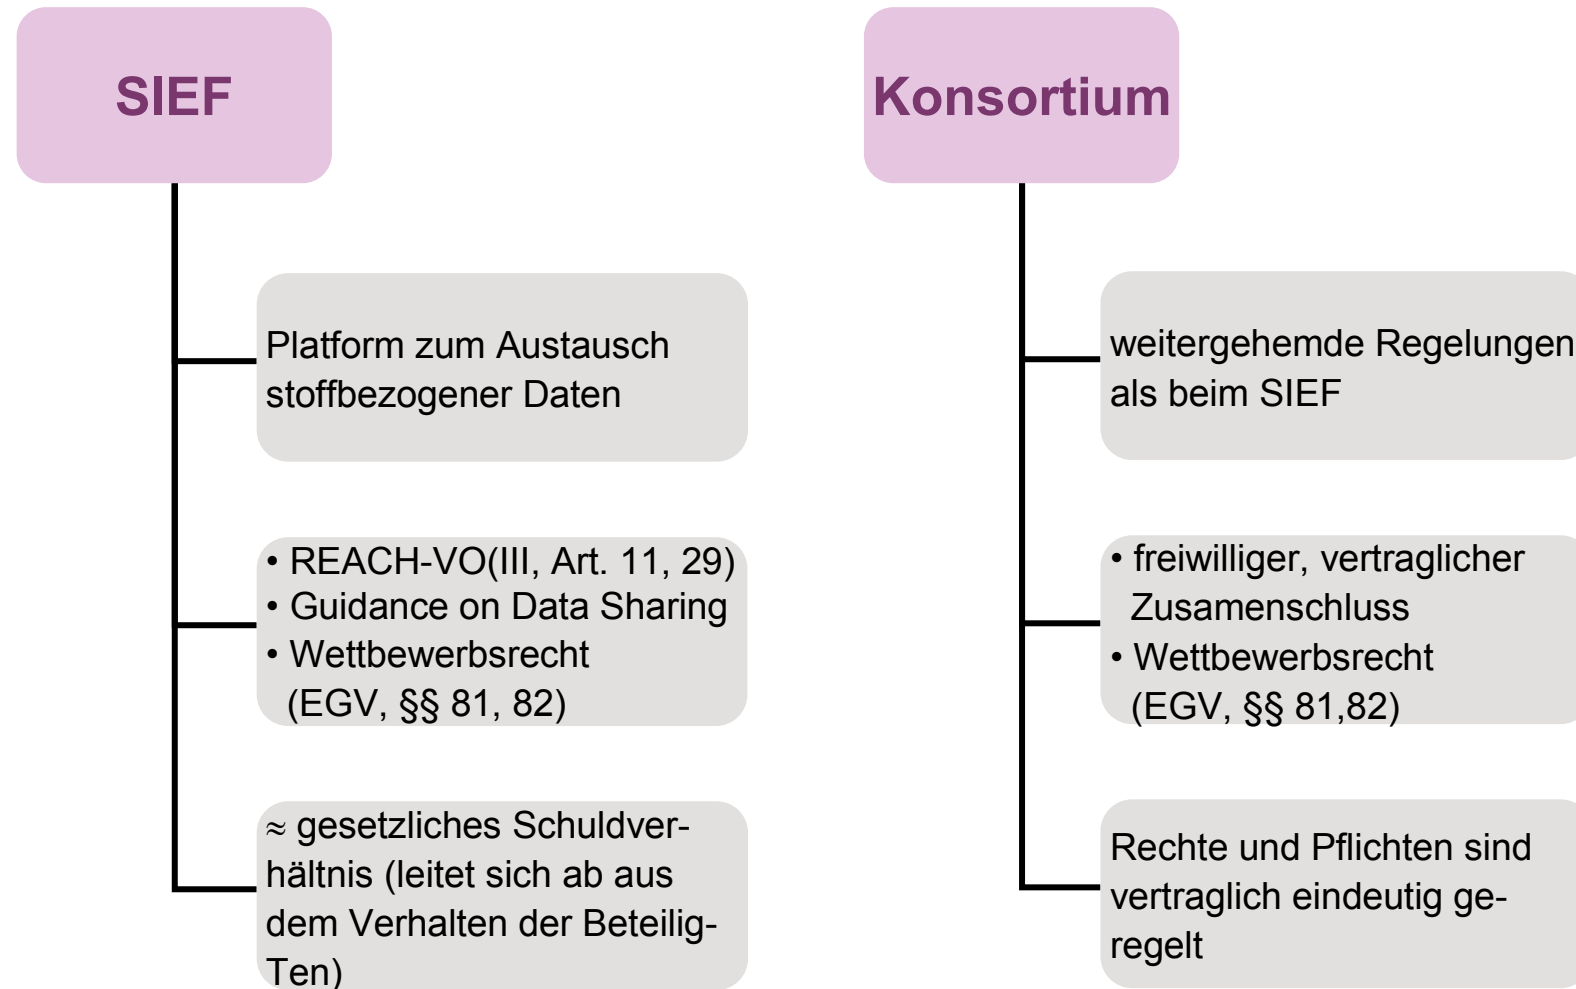 SIEF
Platform zum Austausch
stoffbezogener Daten
• REACH-VO(III, Art. 11, 29)
• Guidance on Data Sharing
• Wettbewerbsrecht
(EGV, §§ 81, 82)
≈ gesetzliches Schuldver-
hältnis (leitet sich ab aus
dem Verhalten der Beteilig-
Ten)
Konsortium
weitergehemde Regelungen
als beim SIEF
• freiwilliger, vertraglicher
Zusamenschluss
• Wettbewerbsrecht
(EGV, §§ 81,82)
Rechte und Pflichten sind
vertraglich eindeutig ge-
regelt